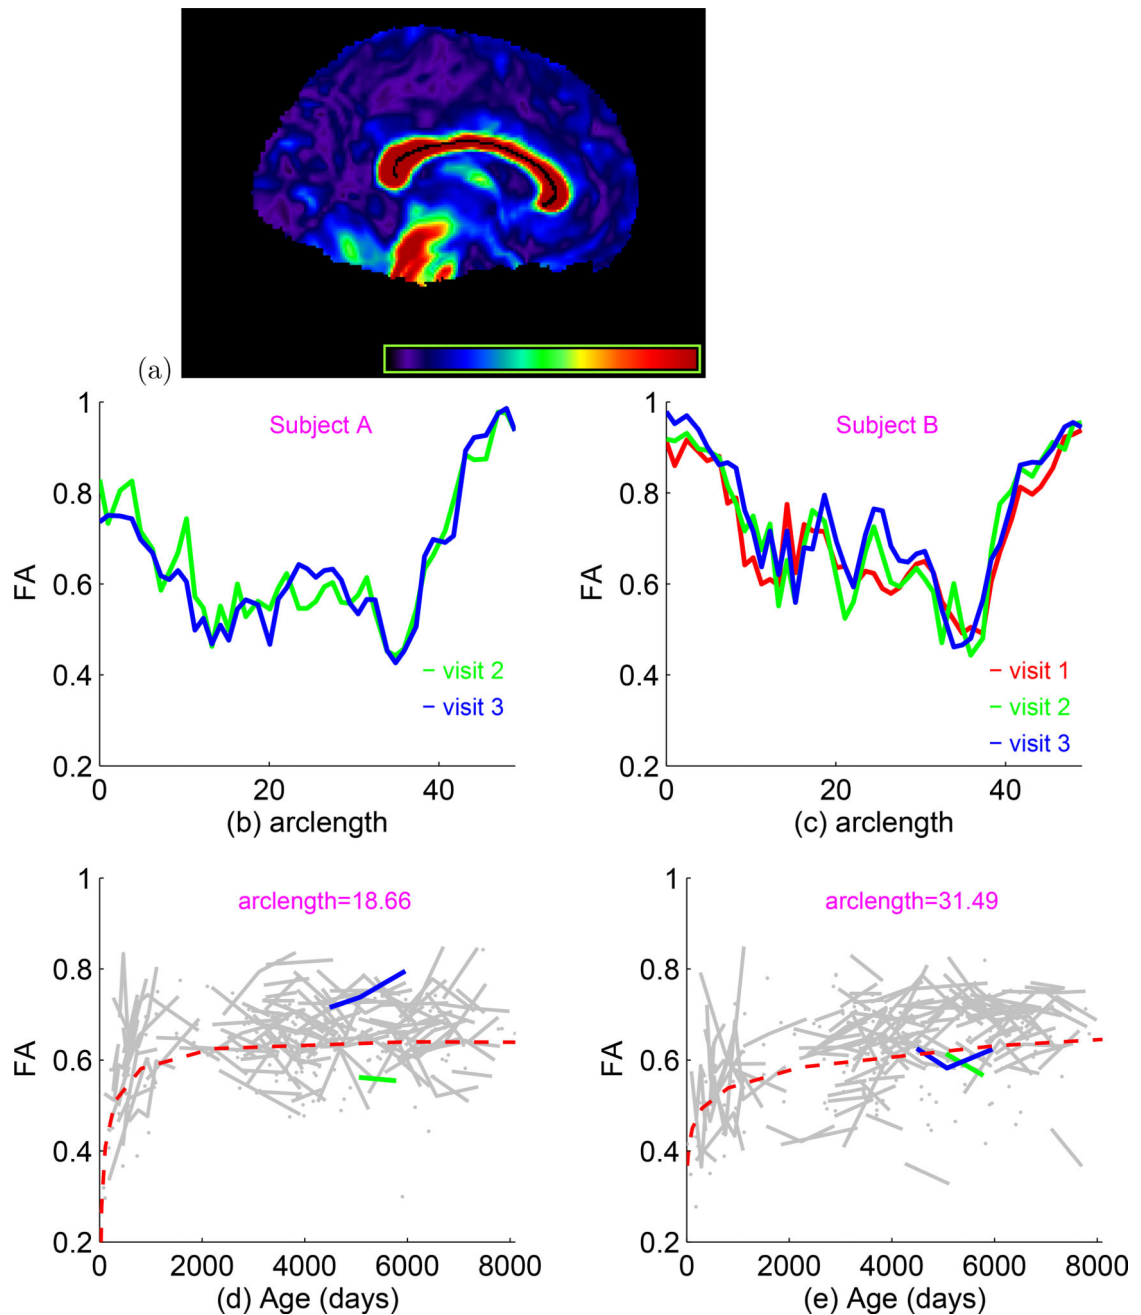 (a)
1
0.8
0.6
0.4
0.2
FA
Subject A
– visit 2
– visit 3
0
20
40
(b) arclength
1
0.8
0.6
0.4
0.2
FA
Subject B
– visit 1
– visit 2
– visit 3
0
20
40
(c) arclength
1
0.8
0.6
0.4
0.2
FA
arclength=18.66
0
2000
4000
6000
8000
(d) Age (days)
1
0.8
0.6
0.4
0.2
FA
arclength=31.49
0
2000
4000
6000
8000
(e) Age (days)